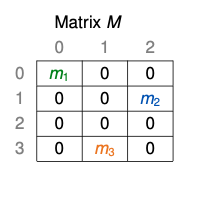 Matrix M
0 1 2
0 m₁ 0 0
1 0 0 m₂
2 0 0 0
3 0 m₃ 0